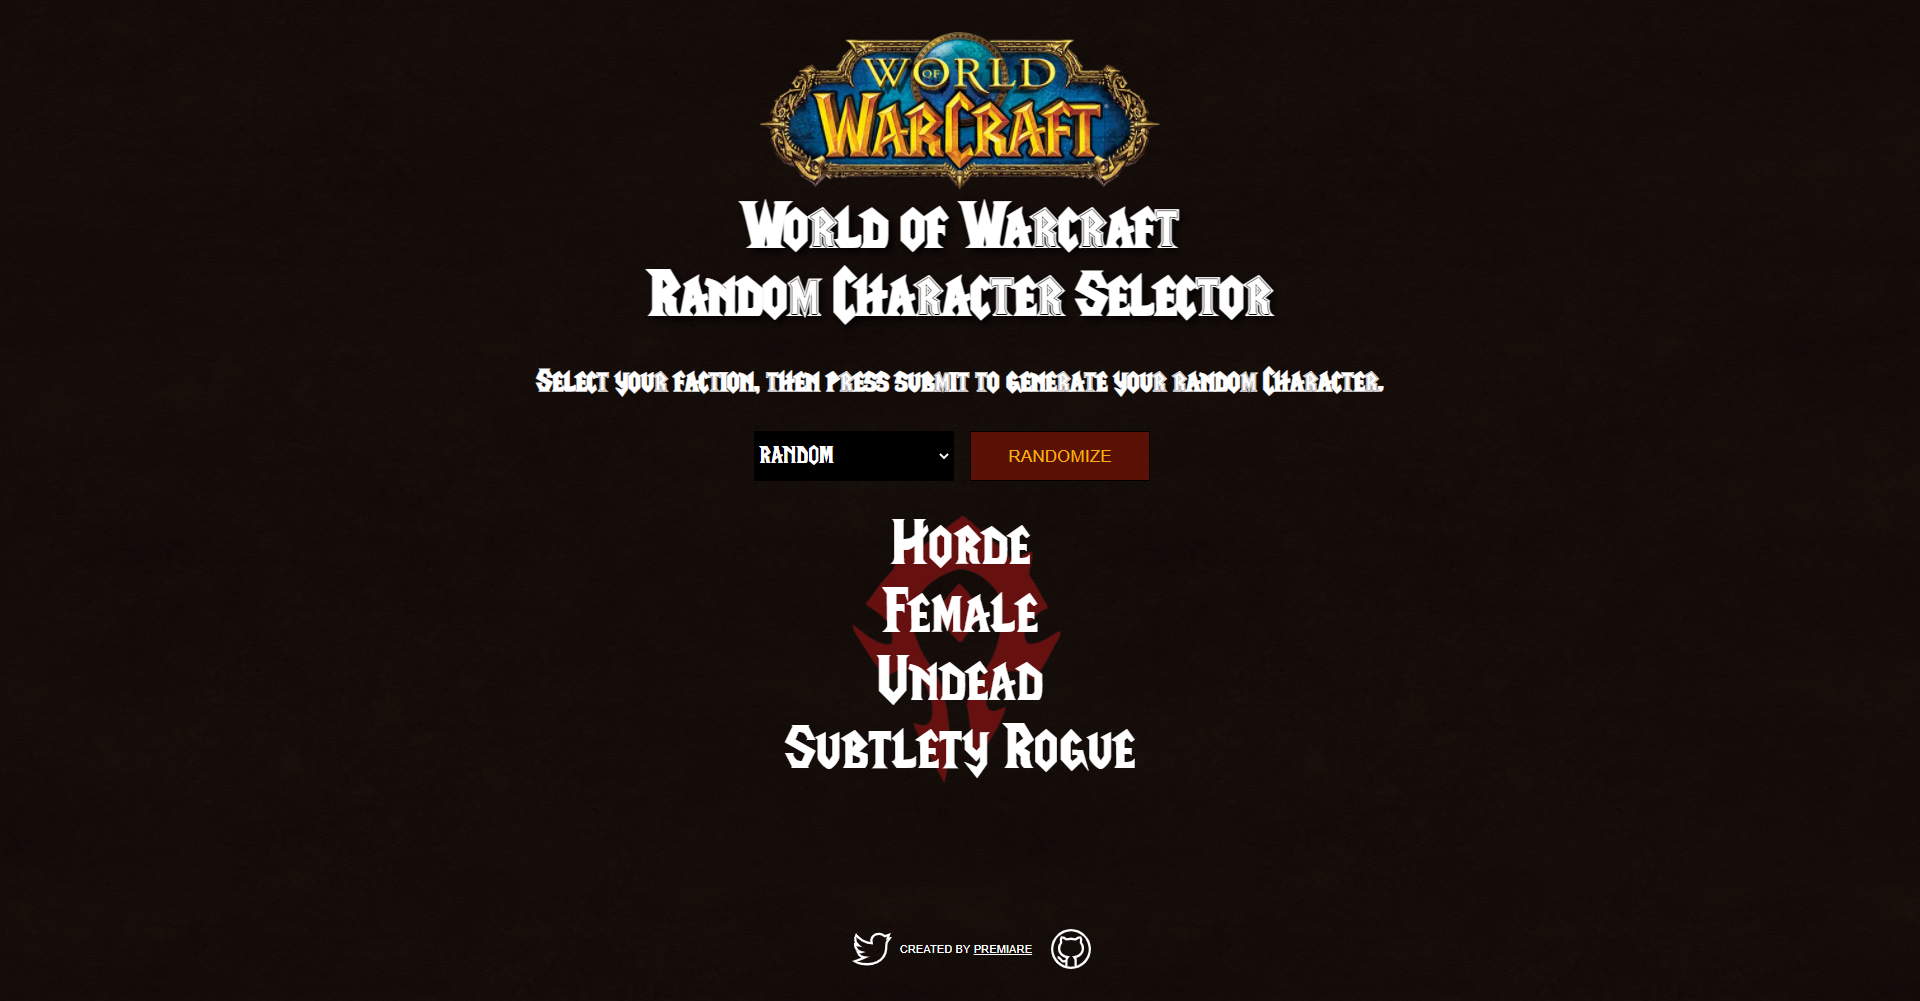 WORLD OF
WARCRAFT
World of Warcraft
Random Character Selector
Select your faction, then press submit to generate your random Character.
RANDOM
RANDOMIZE
Horde
Female
Undead
Subtlety Rogue
CREATED BY PREMIARE